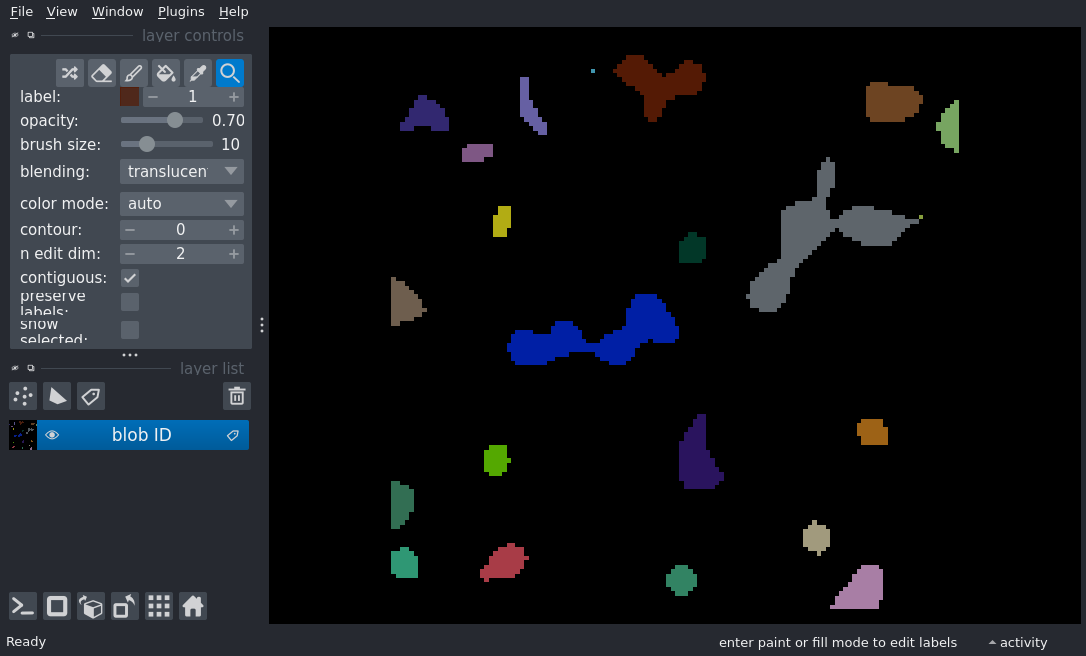 File View Window Plugins Help
layer controls
label: 1
opacity: 0.70
brush size: 10
blending: translucen
color mode: auto
contour: 0
n edit dim: 2
contiguous:
preserve
labels:
show
selected:
layer list
blob ID
Ready
enter paint or fill mode to edit labels
activity